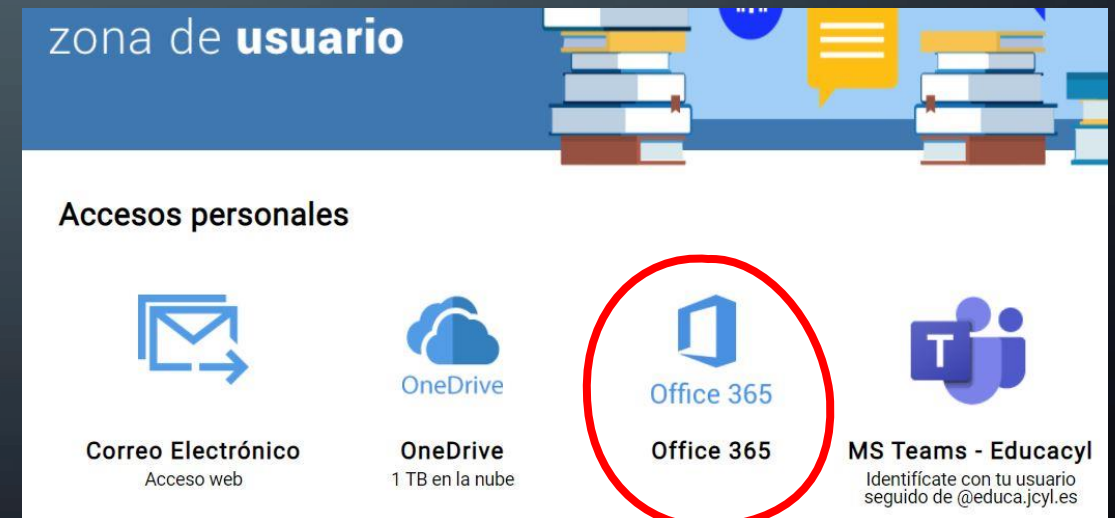 zona de usuario
Accesos personales
OneDrive
Office 365
T
Correo Electrónico
Acceso web
OneDrive
1 TB en la nube
Office 365
MS Teams - Educacyl
Identifícate con tu usuario
seguido de @educa.jcyl.es